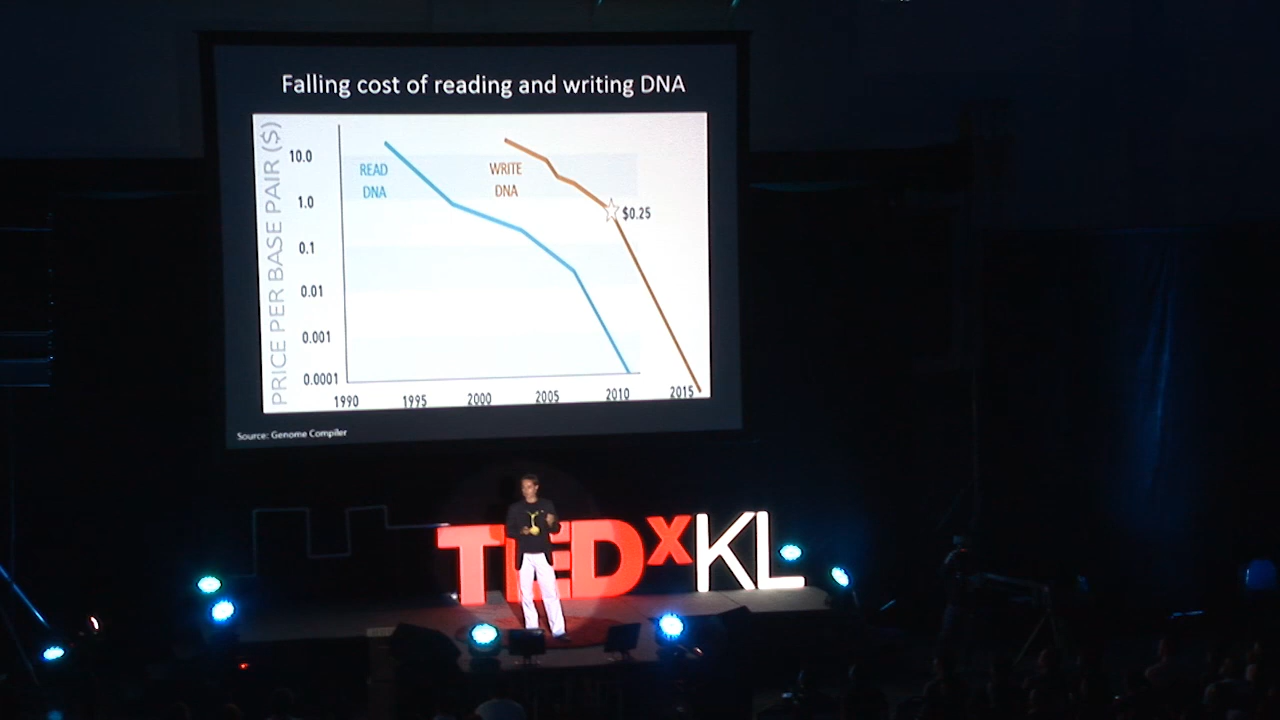 Falling cost of reading and writing DNA
PRICE PER BASE PAIR ($)
10.0
1.0
0.1
0.01
0.001
0.0001
READ
DNA
WRITE
DNA
$0.25
1990 1995 2000 2005 2010 2015
Source: Genome Compiler
TEDxKL